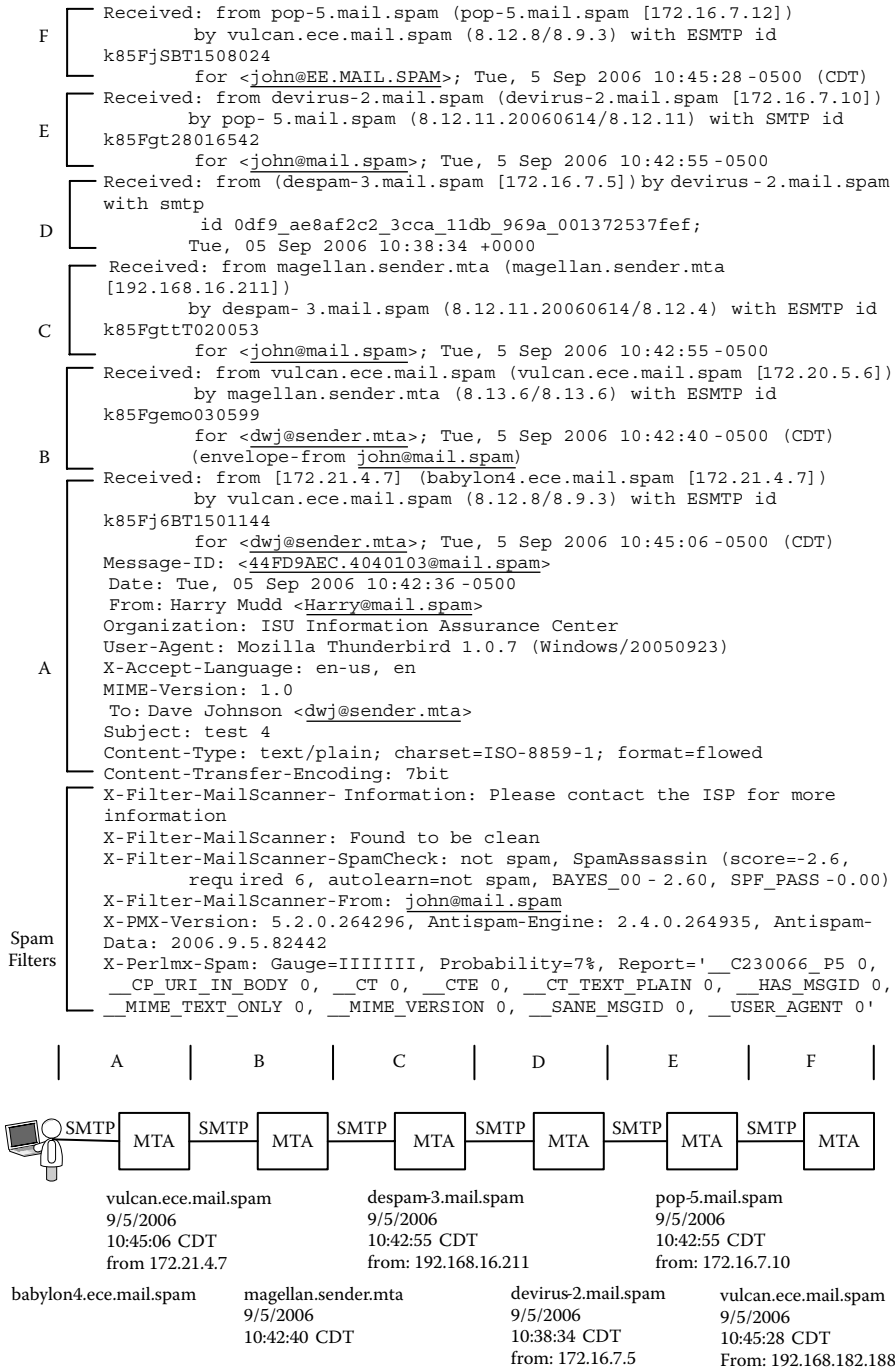 F
Received: from pop-5.mail.spam (pop-5.mail.spam [172.16.7.12])
by vulcan.ece.mail.spam (8.12.8/8.9.3) with ESMTP id
k85FjSBT1508024
for <john@EE.MAIL.SPAM>; Tue, 5 Sep 2006 10:45:28 -0500 (CDT)
E
Received: from devirus-2.mail.spam (devirus-2.mail.spam [172.16.7.10])
by pop- 5.mail.spam (8.12.11.20060614/8.12.11) with SMTP id
k85Fgt28016542
for <john@mail.spam>; Tue, 5 Sep 2006 10:42:55 -0500
D
Received: from (despam-3.mail.spam [172.16.7.5]) by devirus - 2.mail.spam
with smtp
id 0df9_ae8af2c2_3cca_11db_969a_001372537fef;
Tue, 05 Sep 2006 10:38:34 +0000
C
Received: from magellan.sender.mta (magellan.sender.mta
[192.168.16.211])
by despam- 3.mail.spam (8.12.11.20060614/8.12.4) with ESMTP id
k85FgttT020053
for <john@mail.spam>; Tue, 5 Sep 2006 10:42:55 -0500
B
Received: from vulcan.ece.mail.spam (vulcan.ece.mail.spam [172.20.5.6])
by magellan.sender.mta (8.13.6/8.13.6) with ESMTP id
k85Fgemo030599
for <dwj@sender.mta>; Tue, 5 Sep 2006 10:42:40 -0500 (CDT)
(envelope-from john@mail.spam)
A
Received: from [172.21.4.7] (babylon4.ece.mail.spam [172.21.4.7])
by vulcan.ece.mail.spam (8.12.8/8.9.3) with ESMTP id
k85Fj6BT1501144
for <dwj@sender.mta>; Tue, 5 Sep 2006 10:45:06 -0500 (CDT)
Message-ID: <44FD9AEC.4040103@mail.spam>
Date: Tue, 05 Sep 2006 10:42:36 -0500
From: Harry Mudd <Harry@mail.spam>
Organization: ISU Information Assurance Center
User-Agent: Mozilla Thunderbird 1.0.7 (Windows/20050923)
X-Accept-Language: en-us, en
MIME-Version: 1.0
To: Dave Johnson <dwj@sender.mta>
Subject: test 4
Content-Type: text/plain; charset=ISO-8859-1; format=flowed
Content-Transfer-Encoding: 7bit
Spam
Filters
X-Filter-MailScanner- Information: Please contact the ISP for more
information
X-Filter-MailScanner: Found to be clean
X-Filter-MailScanner-SpamCheck: not spam, SpamAssassin (score=-2.6,
requ ired 6, autolearn=not spam, BAYES_00 - 2.60, SPF_PASS -0.00)
X-Filter-MailScanner-From: john@mail.spam
X-PMX-Version: 5.2.0.264296, Antispam-Engine: 2.4.0.264935, Antispam-
Data: 2006.9.5.82442
X-Perlmx-Spam: Gauge=IIIIIII, Probability=7%, Report='__C230066_P5 0,
__CP_URI_IN_BODY 0, __CT 0, __CTE 0, __CT_TEXT_PLAIN 0, __HAS_MSGID 0,
__MIME_TEXT_ONLY 0, __MIME_VERSION 0, __SANE_MSGID 0, __USER_AGENT 0'
A B C D E F
SMTP MTA SMTP MTA SMTP MTA SMTP MTA SMTP MTA SMTP MTA
vulcan.ece.mail.spam
9/5/2006
10:45:06 CDT
from 172.21.4.7
despam-3.mail.spam
9/5/2006
10:42:55 CDT
from: 192.168.16.211
pop-5.mail.spam
9/5/2006
10:42:55 CDT
from: 172.16.7.10
babylon4.ece.mail.spam
magellan.sender.mta
9/5/2006
10:42:40 CDT
devirus-2.mail.spam
9/5/2006
10:38:34 CDT
from: 172.16.7.5
vulcan.ece.mail.spam
9/5/2006
10:45:28 CDT
From: 192.168.182.188